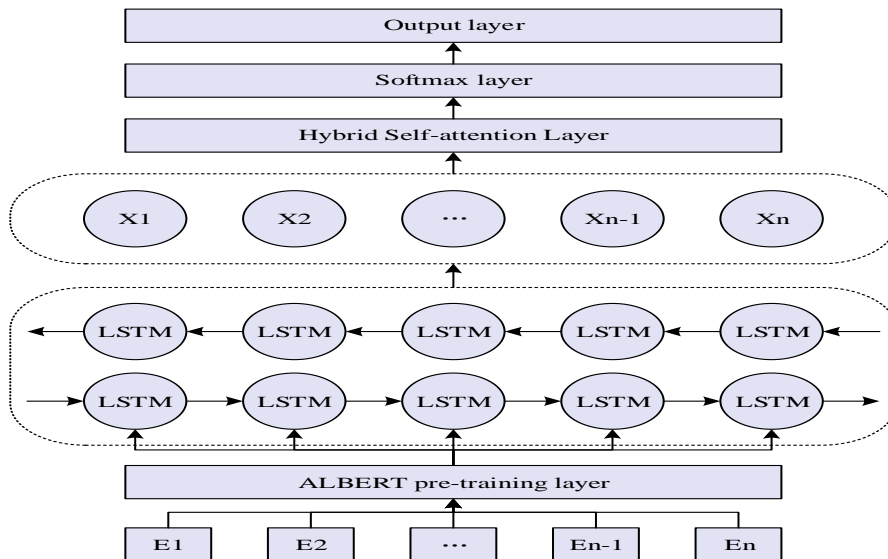 Output layer
Softmax layer
Hybrid Self-attention Layer
X1 X2 ... Xn-1 Xn
LSTM LSTM LSTM LSTM LSTM
LSTM LSTM LSTM LSTM LSTM
ALBERT pre-training layer
E1 E2 ... En-1 En